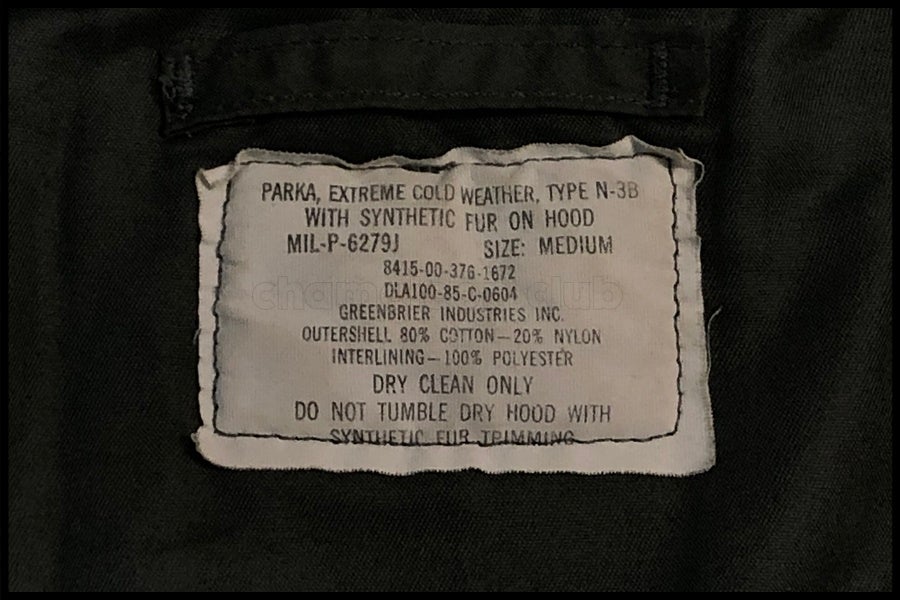 PARKA, EXTREME COLD WEATHER, TYPE N-3B
WITH SYNTHETIC FUR ON HOOD
MIL-P-6279J SIZE: MEDIUM
8415-00-376-1672
DLA100-85-C-0604
GREENBRIER INDUSTRIES INC.
OUTERSHELL 80% COTTON—20% NYLON
INTERLINING—100% POLYESTER
DRY CLEAN ONLY
DO NOT TUMBLE DRY HOOD WITH
SYNTHETIC FUR TRIMMING